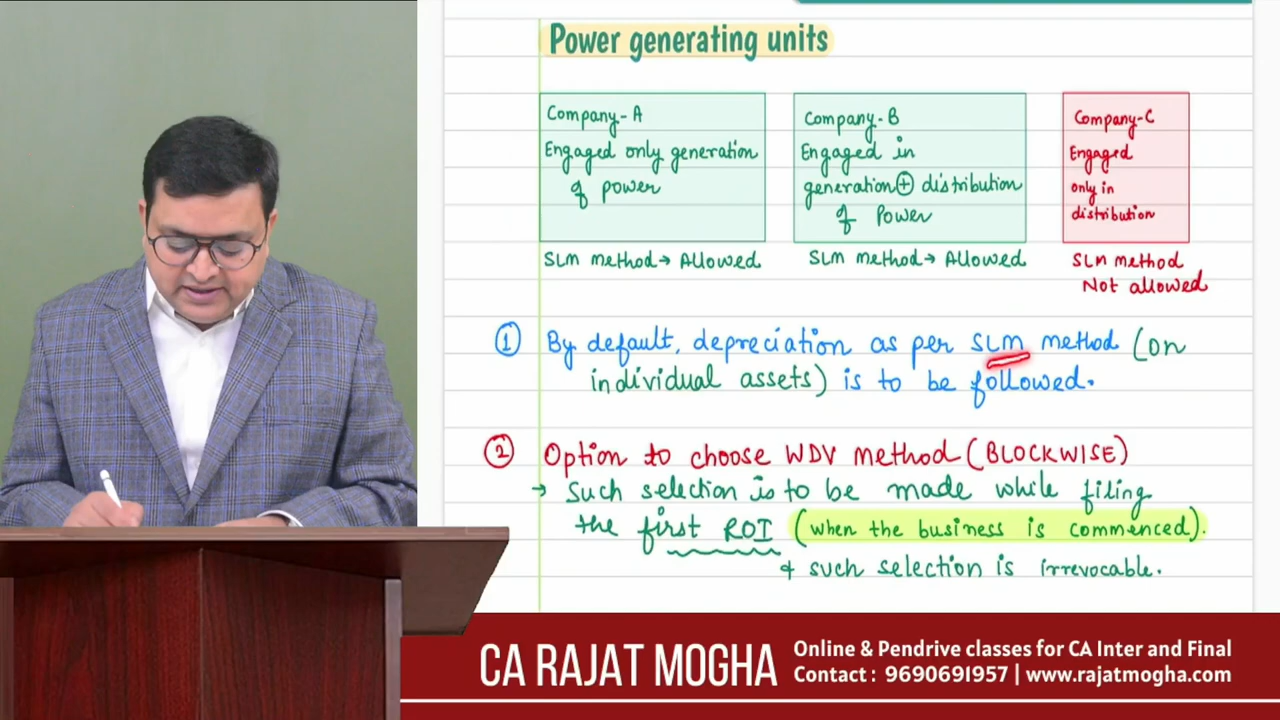 Power generating units
Company-A
Engaged only generation
of power
SLM method → Allowed
Company-B
Engaged in
generation ⊕ distribution
of Power
SLM method → Allowed
Company-C
Engaged
only in
distribution
SLM method
Not allowed
① By default, depreciation as per SLM method (on
individual assets) is to be followed.
② Option to choose WDV method (BLOCKWISE)
→ Such selection is to be made while filing
the first ROI (when the business is commenced).
& such selection is irrevocable.
CA RAJAT MOGHA
Online & Pendrive classes for CA Inter and Final
Contact : 9690691957 | www.rajatmogha.com